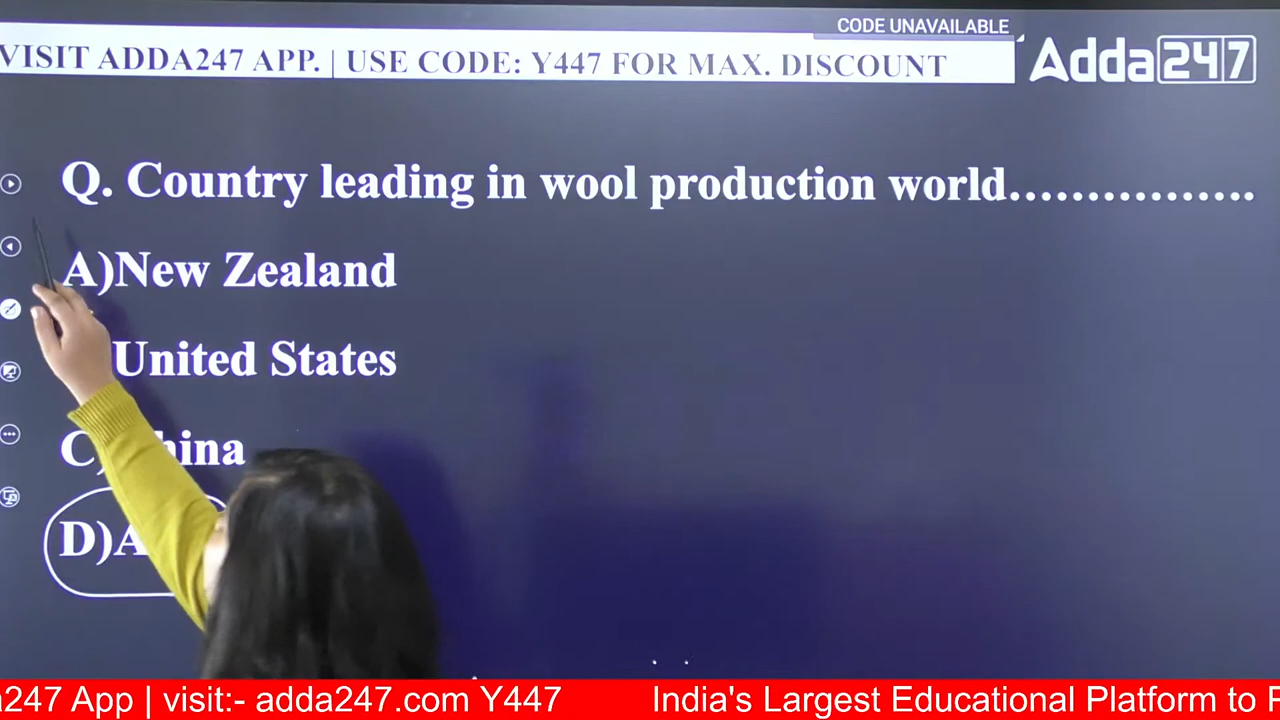 CODE UNAVAILABLE
VISIT ADDA247 APP. | USE CODE: Y447 FOR MAX. DISCOUNT
Adda247
Q. Country leading in wool production world................
A)New Zealand
United States
C)
D)A
a247 App | visit:- adda247.com Y447 India's Largest Educational Platform to